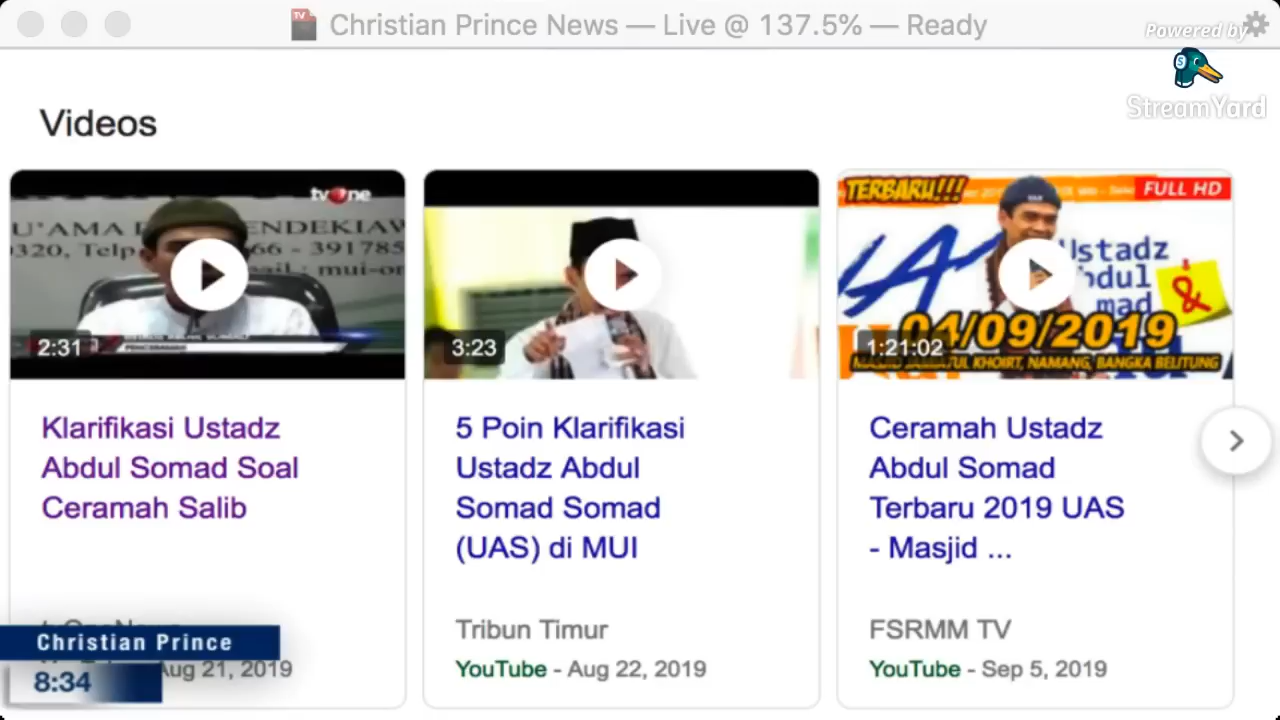 Christian Prince News — Live @ 137.5% — Ready
Powered by
StreamYard
Videos
tvOne
2:31
3:23
TERBARU!!!
FULL HD
Ustadz
&
04/09/2019
1:21:02
NAMANG, BANGKA BELITUNG
Klarifikasi Ustadz
Abdul Somad Soal
Ceramah Salib
5 Poin Klarifikasi
Ustadz Abdul
Somad Somad
(UAS) di MUI
Ceramah Ustadz
Abdul Somad
Terbaru 2019 UAS
- Masjid ...
Tribun Timur
YouTube - Aug 22, 2019
FSRMM TV
YouTube - Sep 5, 2019
Christian Prince
Aug 21, 2019
8:34